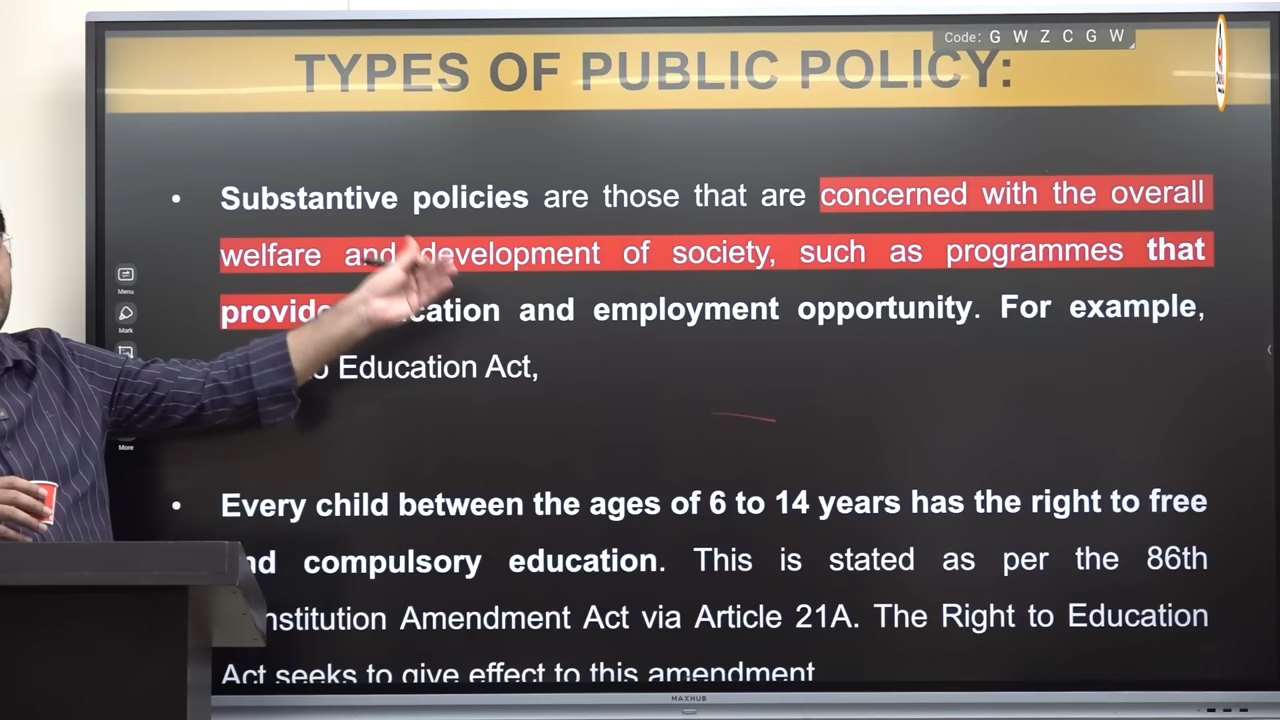 Code: G W Z C G W
TYPES OF PUBLIC POLICY:
• Substantive policies are those that are concerned with the overall
welfare and development of society, such as programmes that
provide and employment opportunity. For example,
Education Act,
• Every child between the ages of 6 to 14 years has the right to free
compulsory education. This is stated as per the 86th
Amendment Act via Article 21A. The Right to Education
Act seeks to give effect to this amendment
Menu
Mark
More
MAXHUB